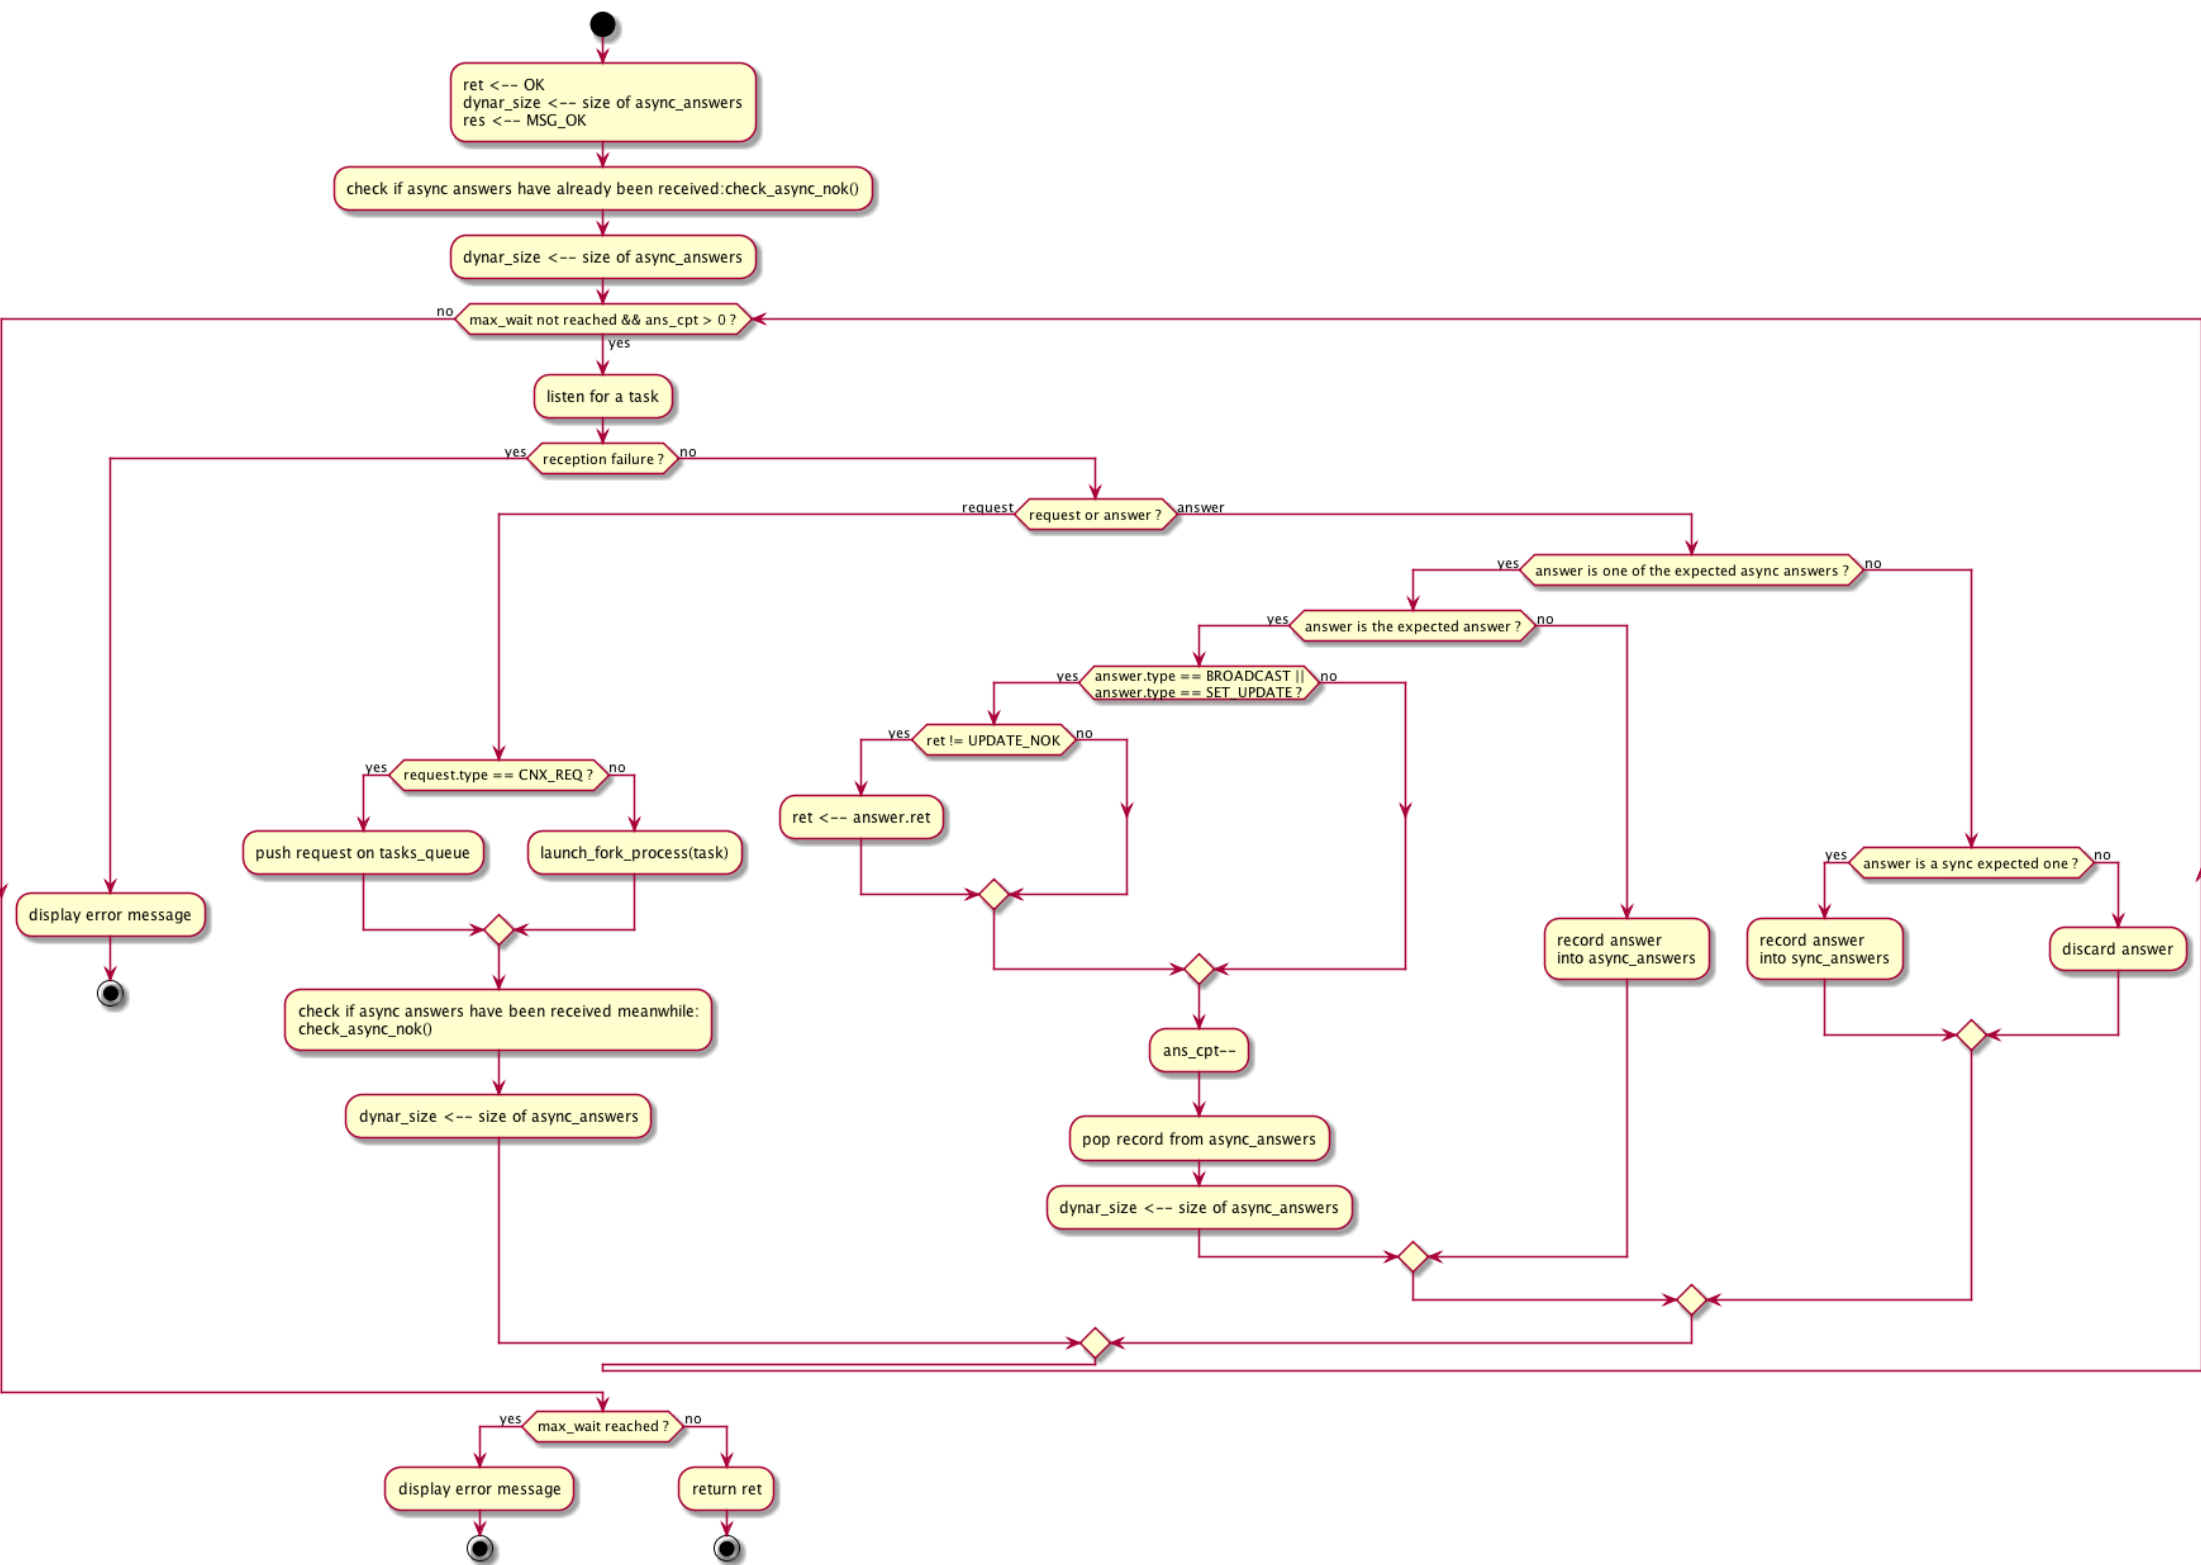 ret <-- OK
dynar_size <-- size of async_answers
res <-- MSG_OK
check if async answers have already been received:check_async_nok()
dynar_size <-- size of async_answers
no
max_wait not reached && ans_cpt > 0 ?
yes
listen for a task
yes
reception failure ?
no
request
request or answer ?
answer
yes
answer is one of the expected async answers ?
no
yes
answer is the expected answer ?
no
yes
answer.type == BROADCAST ||
answer.type == SET_UPDATE ?
no
yes
ret != UPDATE_NOK
no
yes
request.type == CNX_REQ ?
no
ret <-- answer.ret
push request on tasks_queue
launch_fork_process(task)
yes
answer is a sync expected one ?
no
display error message
record answer
into async_answers
record answer
into sync_answers
discard answer
check if async answers have been received meanwhile:
check_async_nok()
ans_cpt--
dynar_size <-- size of async_answers
pop record from async_answers
dynar_size <-- size of async_answers
yes
max_wait reached ?
no
display error message
return ret